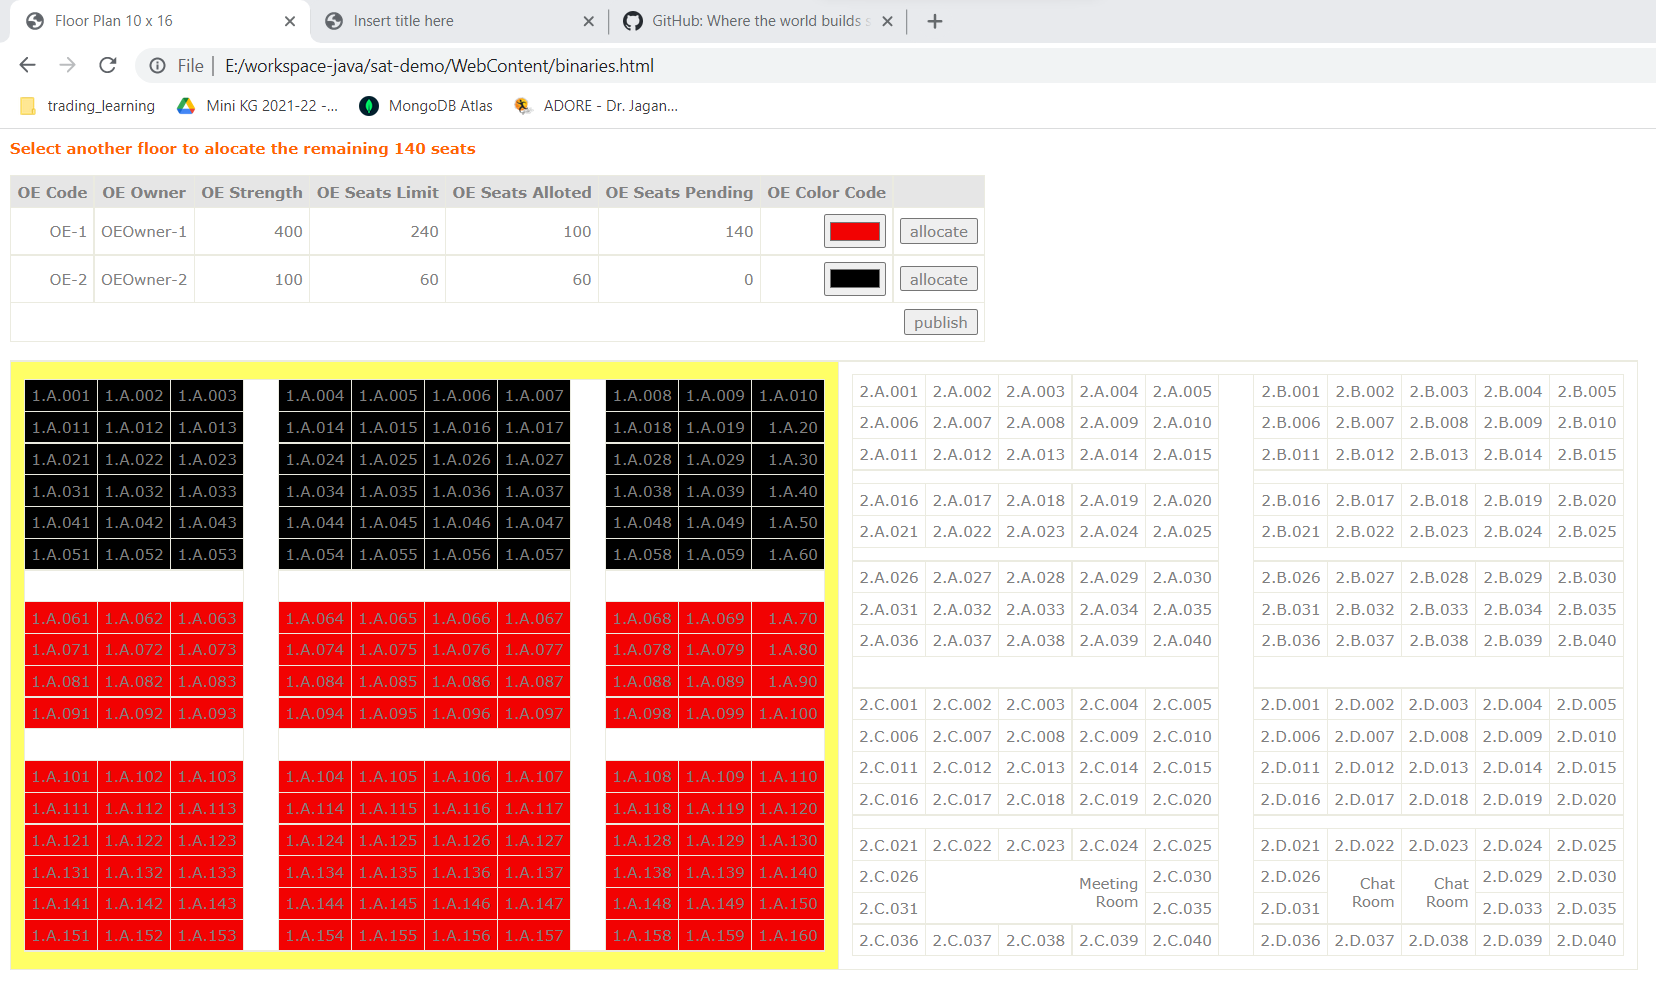 Floor Plan 10 x 16 Insert title here GitHub: Where the world builds s
File E:/workspace-java/sat-demo/WebContent/binaries.html
trading_learning Mini KG 2021-22 -... MongoDB Atlas ADORE - Dr. Jagan...
Select another floor to alocate the remaining 140 seats
OE Code OE Owner OE Strength OE Seats Limit OE Seats Alloted OE Seats Pending OE Color Code
OE-1 OEOwner-1 400 240 100 140 allocate
OE-2 OEOwner-2 100 60 60 0 allocate
publish
1.A.001 1.A.002 1.A.003 1.A.004 1.A.005 1.A.006 1.A.007 1.A.008 1.A.009 1.A.010
1.A.011 1.A.012 1.A.013 1.A.014 1.A.015 1.A.016 1.A.017 1.A.018 1.A.019 1.A.20
1.A.021 1.A.022 1.A.023 1.A.024 1.A.025 1.A.026 1.A.027 1.A.028 1.A.029 1.A.30
1.A.031 1.A.032 1.A.033 1.A.034 1.A.035 1.A.036 1.A.037 1.A.038 1.A.039 1.A.40
1.A.041 1.A.042 1.A.043 1.A.044 1.A.045 1.A.046 1.A.047 1.A.048 1.A.049 1.A.50
1.A.051 1.A.052 1.A.053 1.A.054 1.A.055 1.A.056 1.A.057 1.A.058 1.A.059 1.A.60
1.A.061 1.A.062 1.A.063 1.A.064 1.A.065 1.A.066 1.A.067 1.A.068 1.A.069 1.A.70
1.A.071 1.A.072 1.A.073 1.A.074 1.A.075 1.A.076 1.A.077 1.A.078 1.A.079 1.A.80
1.A.081 1.A.082 1.A.083 1.A.084 1.A.085 1.A.086 1.A.087 1.A.088 1.A.089 1.A.90
1.A.091 1.A.092 1.A.093 1.A.094 1.A.095 1.A.096 1.A.097 1.A.098 1.A.099 1.A.100
1.A.101 1.A.102 1.A.103 1.A.104 1.A.105 1.A.106 1.A.107 1.A.108 1.A.109 1.A.110
1.A.111 1.A.112 1.A.113 1.A.114 1.A.115 1.A.116 1.A.117 1.A.118 1.A.119 1.A.120
1.A.121 1.A.122 1.A.123 1.A.124 1.A.125 1.A.126 1.A.127 1.A.128 1.A.129 1.A.130
1.A.131 1.A.132 1.A.133 1.A.134 1.A.135 1.A.136 1.A.137 1.A.138 1.A.139 1.A.140
1.A.141 1.A.142 1.A.143 1.A.144 1.A.145 1.A.146 1.A.147 1.A.148 1.A.149 1.A.150
1.A.151 1.A.152 1.A.153 1.A.154 1.A.155 1.A.156 1.A.157 1.A.158 1.A.159 1.A.160
2.A.001 2.A.002 2.A.003 2.A.004 2.A.005 2.B.001 2.B.002 2.B.003 2.B.004 2.B.005
2.A.006 2.A.007 2.A.008 2.A.009 2.A.010 2.B.006 2.B.007 2.B.008 2.B.009 2.B.010
2.A.011 2.A.012 2.A.013 2.A.014 2.A.015 2.B.011 2.B.012 2.B.013 2.B.014 2.B.015
2.A.016 2.A.017 2.A.018 2.A.019 2.A.020 2.B.016 2.B.017 2.B.018 2.B.019 2.B.020
2.A.021 2.A.022 2.A.023 2.A.024 2.A.025 2.B.021 2.B.022 2.B.023 2.B.024 2.B.025
2.A.026 2.A.027 2.A.028 2.A.029 2.A.030 2.B.026 2.B.027 2.B.028 2.B.029 2.B.030
2.A.031 2.A.032 2.A.033 2.A.034 2.A.035 2.B.031 2.B.032 2.B.033 2.B.034 2.B.035
2.A.036 2.A.037 2.A.038 2.A.039 2.A.040 2.B.036 2.B.037 2.B.038 2.B.039 2.B.040
2.C.001 2.C.002 2.C.003 2.C.004 2.C.005 2.D.001 2.D.002 2.D.003 2.D.004 2.D.005
2.C.006 2.C.007 2.C.008 2.C.009 2.C.010 2.D.006 2.D.007 2.D.008 2.D.009 2.D.010
2.C.011 2.C.012 2.C.013 2.C.014 2.C.015 2.D.011 2.D.012 2.D.013 2.D.014 2.D.015
2.C.016 2.C.017 2.C.018 2.C.019 2.C.020 2.D.016 2.D.017 2.D.018 2.D.019 2.D.020
2.C.021 2.C.022 2.C.023 2.C.024 2.C.025 2.D.021 2.D.022 2.D.023 2.D.024 2.D.025
2.C.026 Meeting 2.C.030 2.D.026 Chat Chat 2.D.029 2.D.030
2.C.031 Room 2.C.035 2.D.031 Room Room 2.D.033 2.D.035
2.C.036 2.C.037 2.C.038 2.C.039 2.C.040 2.D.036 2.D.037 2.D.038 2.D.039 2.D.040